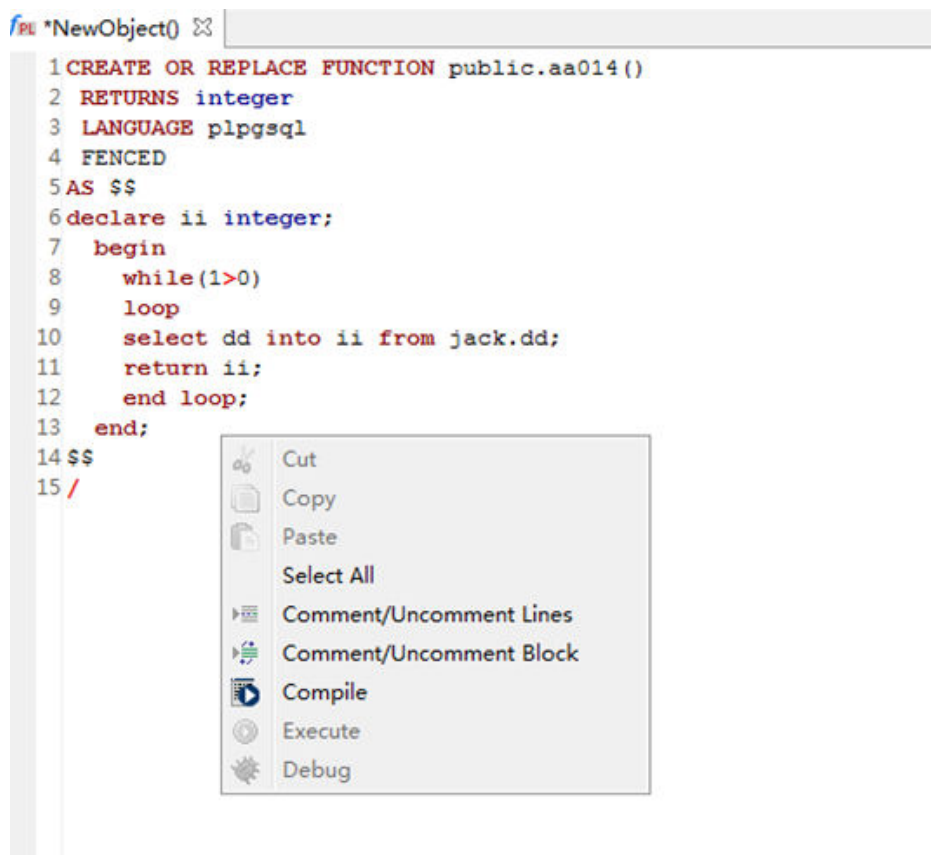 PL *NewObject()
1 CREATE OR REPLACE FUNCTION public.aa014()
2 RETURNS integer
3 LANGUAGE plpgsql
4 FENCED
5 AS $$
6 declare ii integer;
7 begin
8 while(1>0)
9 loop
10 select dd into ii from jack.dd;
11 return ii;
12 end loop;
13 end;
14 $$
15 /
Cut
Copy
Paste
Select All
Comment/Uncomment Lines
Comment/Uncomment Block
Compile
Execute
Debug